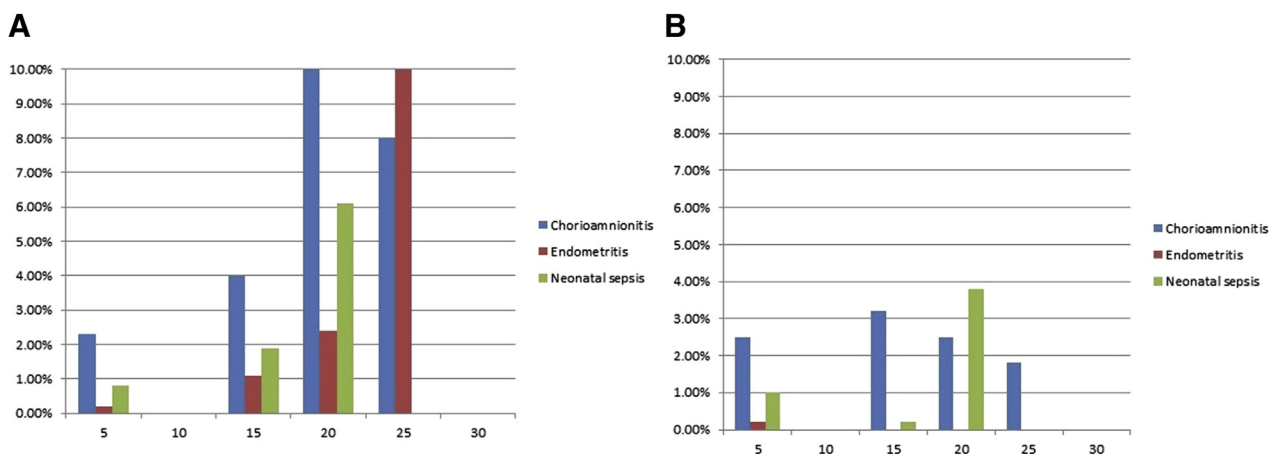 A
10.00%
9.00%
8.00%
7.00%
6.00%
5.00%
4.00%
3.00%
2.00%
1.00%
0.00%
5 10 15 20 25 30
Chorioamnionitis
Endometritis
Neonatal sepsis
B
10.00%
9.00%
8.00%
7.00%
6.00%
5.00%
4.00%
3.00%
2.00%
1.00%
0.00%
5 10 15 20 25 30
Chorioamnionitis
Endometritis
Neonatal sepsis